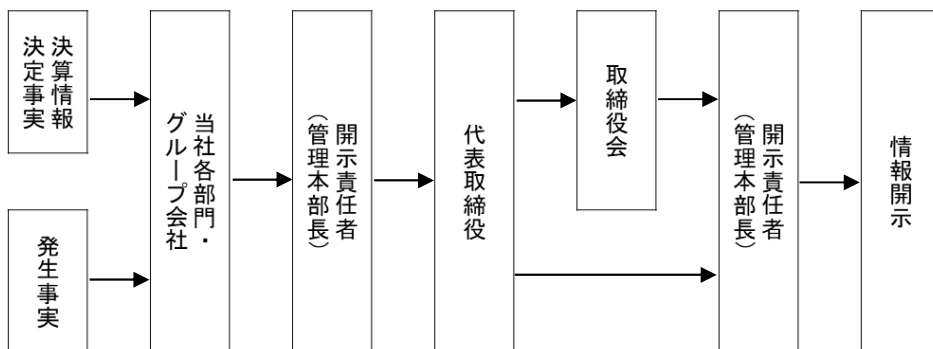 決算情報
決定事実
発生事実
当社各部門・
グループ会社
開示責任者
（管理本部長）
代表取締役
取締役会
開示責任者
（管理本部長）
情報開示